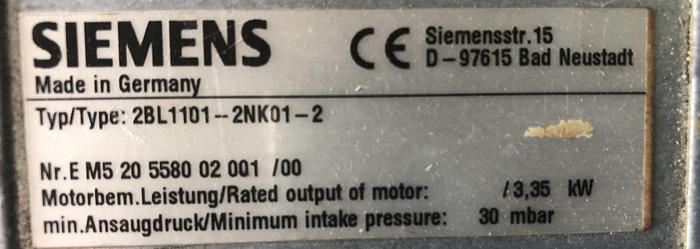 SIEMENS
CE
Siemensstr.15
D-97615 Bad Neustadt
Made in Germany
Typ/Type: 2BL1101--2NK01-2
Nr.E M5 20 5580 02 001 /00
Motorbem.Leistung/Rated output of motor: /3,35 kW
min.Ansaugdruck/Minimum intake pressure: 30 mbar